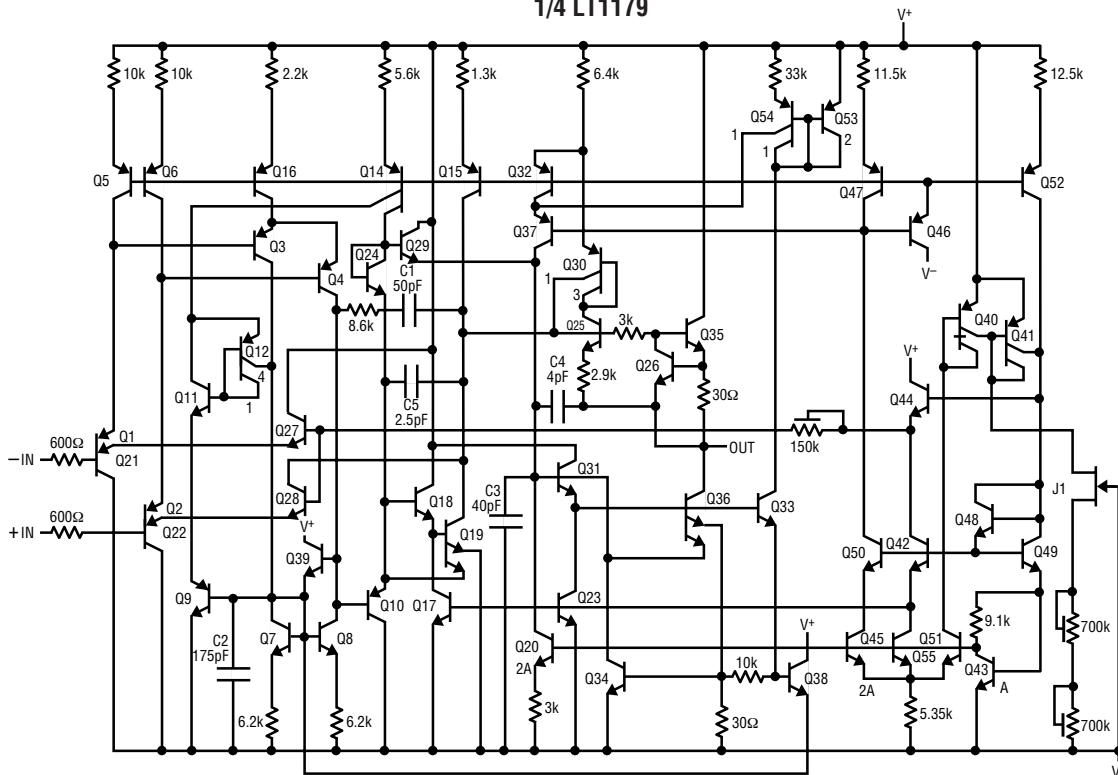 1/4 LT1179
V+
10k 10k 2.2k 5.6k 1.3k 6.4k 33k 11.5k 12.5k
Q54 Q53
1 2
1
Q5 Q6 Q16 Q14 Q15 Q32 Q47 Q52
Q3 Q24 Q29 Q37 Q46
Q4 C1 50pF Q30 V−
1
3
8.6k Q25 3k Q35 Q40 Q41
Q12 C4 4pF Q26 V+
4
Q11 1 C5 2.5pF 2.9k 30Ω Q44
600Ω Q1 Q27 150k
−IN Q21 OUT
Q31 J1
Q2 Q28 Q18 C3 40pF Q36 Q33 Q48
600Ω
+IN Q22 V+ Q19 Q50 Q42 Q49
Q39
Q9 Q10 Q17 Q23 9.1k 700k
C2 175pF Q7 Q8 Q20 V+ Q45 Q51
2A Q34 10k Q38 Q55 Q43
2A A
6.2k 6.2k 3k 30Ω 5.35k 700k
V